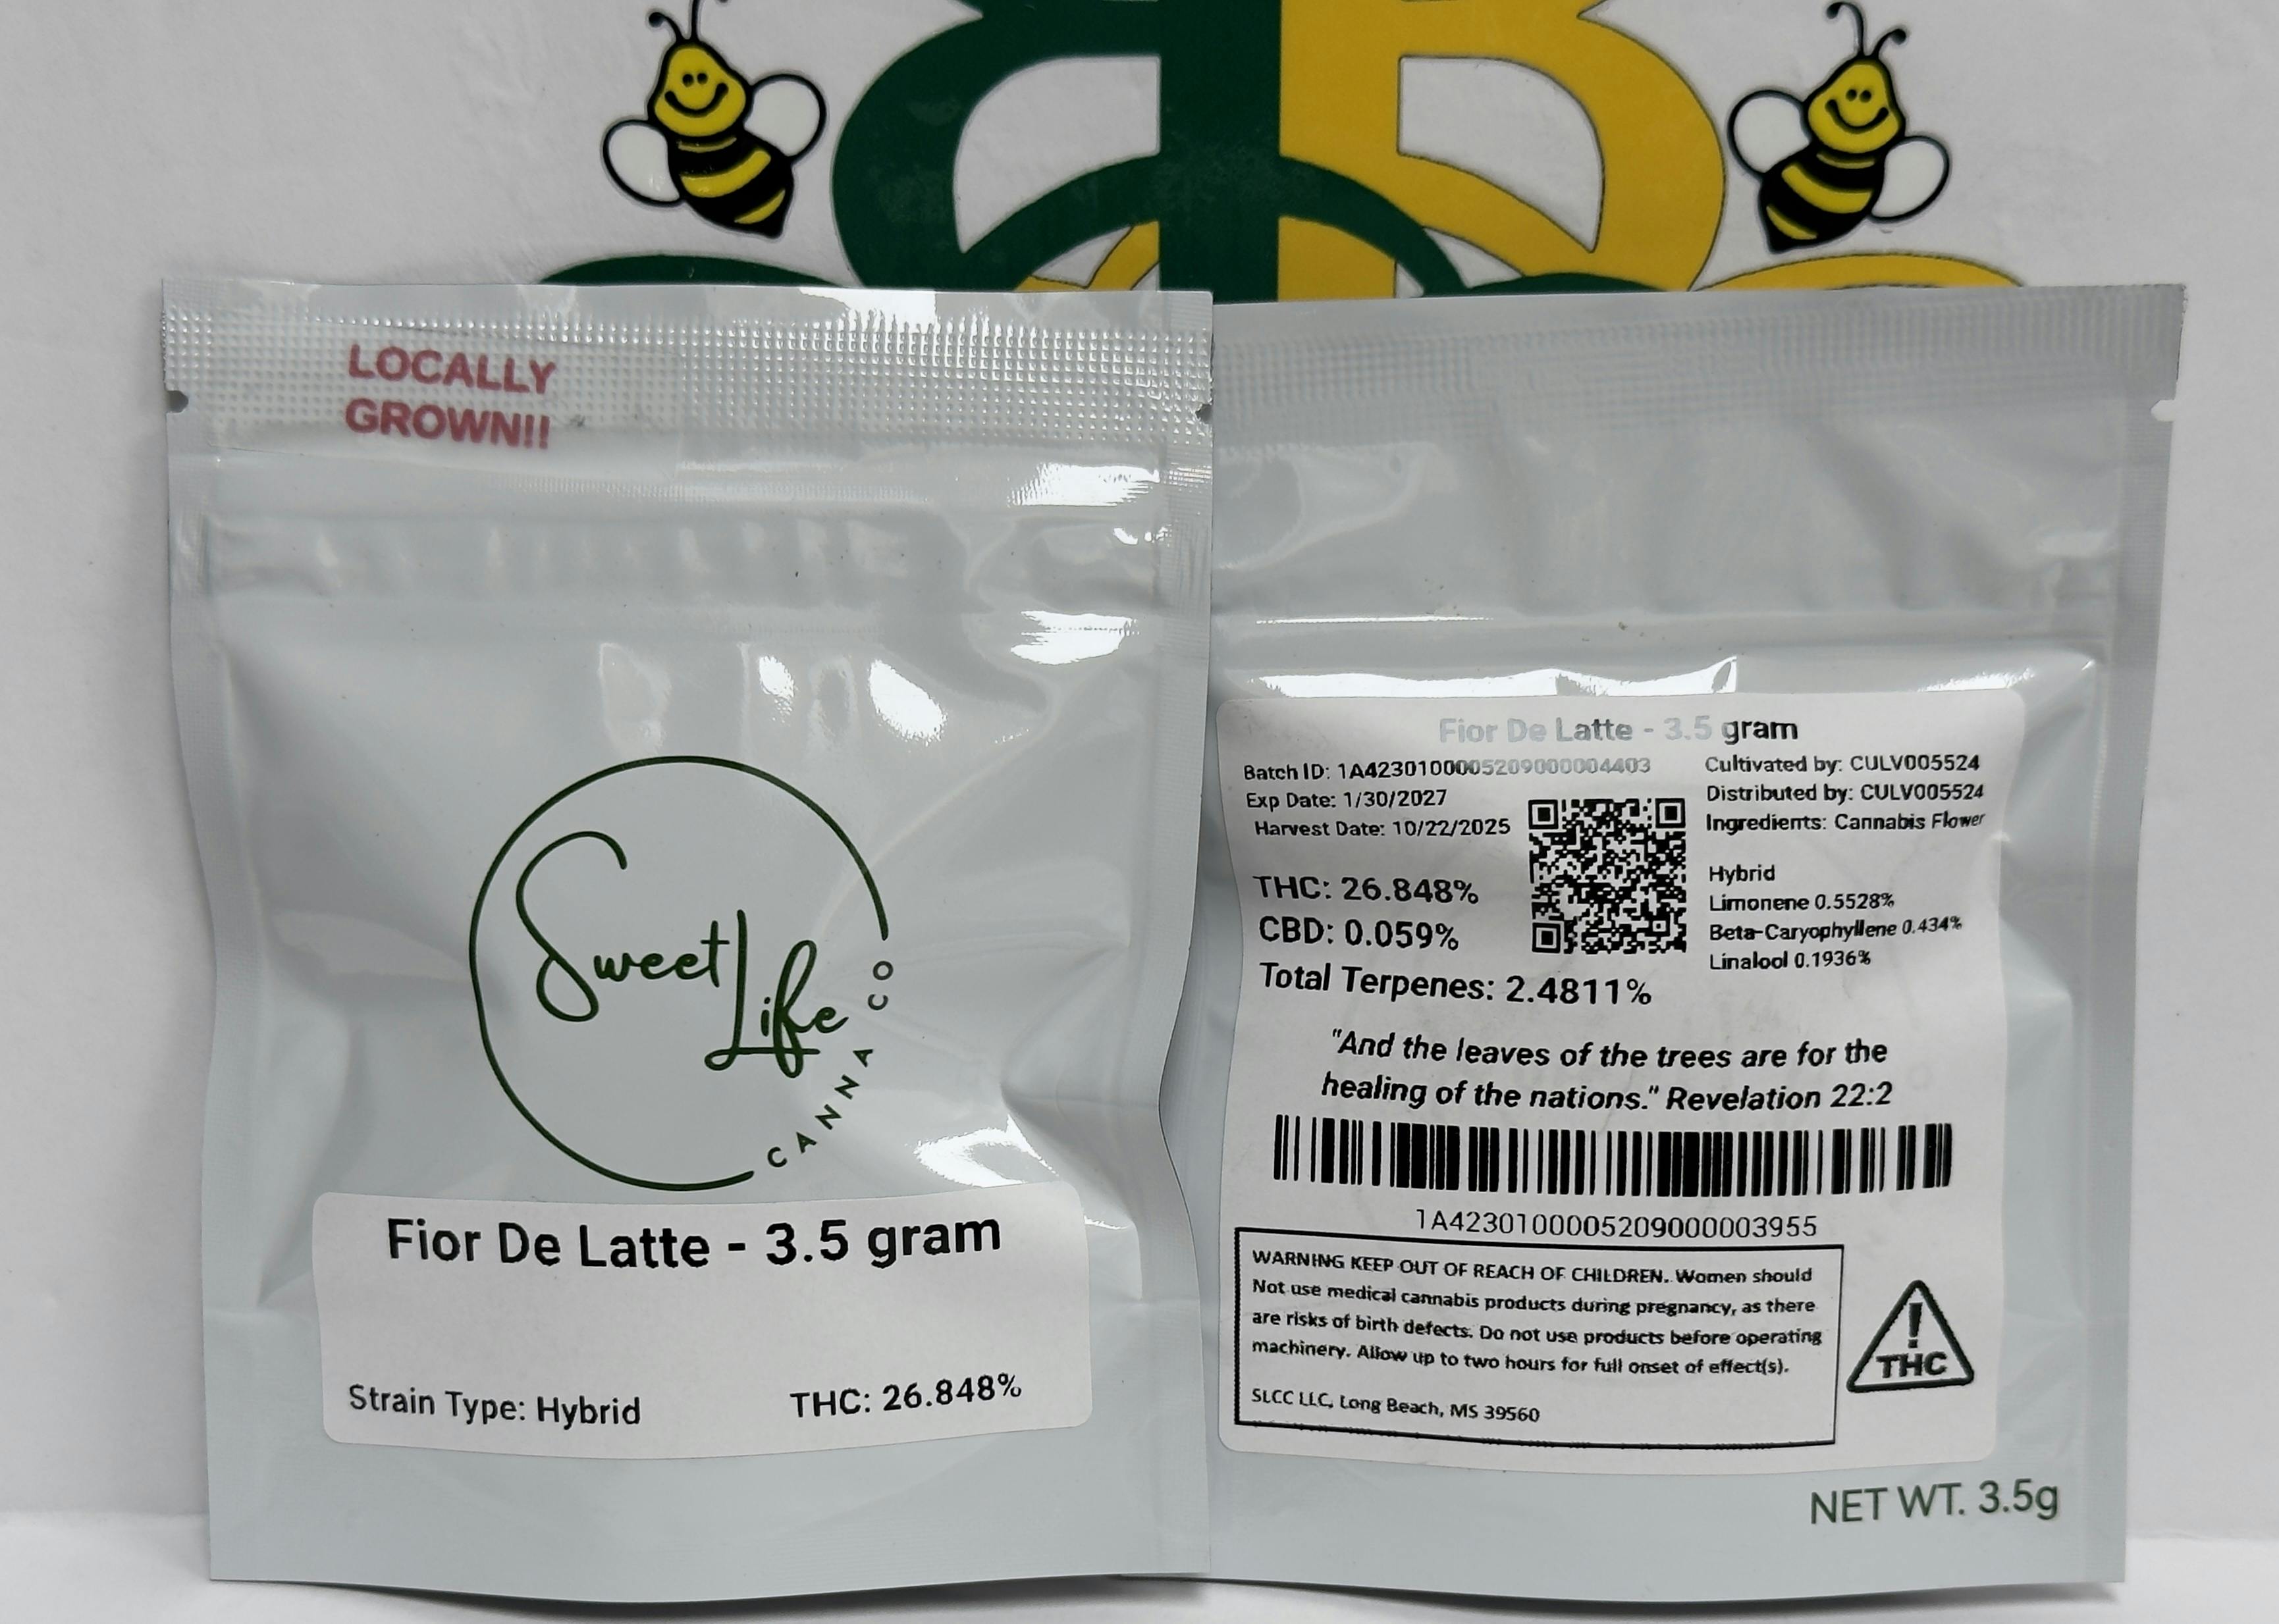 LOCALLY
GROWN!!
Sweet Life
CANNA CO
Fior De Latte - 3.5 gram
Strain Type: Hybrid
THC: 26.848%
Fior De Latte - 3.5 gram
Batch ID: 1A4230100005209000004403
Exp Date: 1/30/2027
Harvest Date: 10/22/2025
THC: 26.848%
CBD: 0.059%
Total Terpenes: 2.4811%
Cultivated by: CULV005524
Distributed by: CULV005524
Ingredients: Cannabis Flower
Hybrid
Limonene 0.5528%
Beta-Caryophyllene 0.434%
Linalool 0.1936%
"And the leaves of the trees are for the
healing of the nations." Revelation 22:2
1A4230100005209000003955
WARNING KEEP OUT OF REACH OF CHILDREN. Women should
Not use medical cannabis products during pregnancy, as there
are risks of birth defects. Do not use products before operating
machinery. Allow up to two hours for full onset of effect(s).
SLCC LLC, Long Beach, MS 39560
!
THC
NET WT. 3.5g